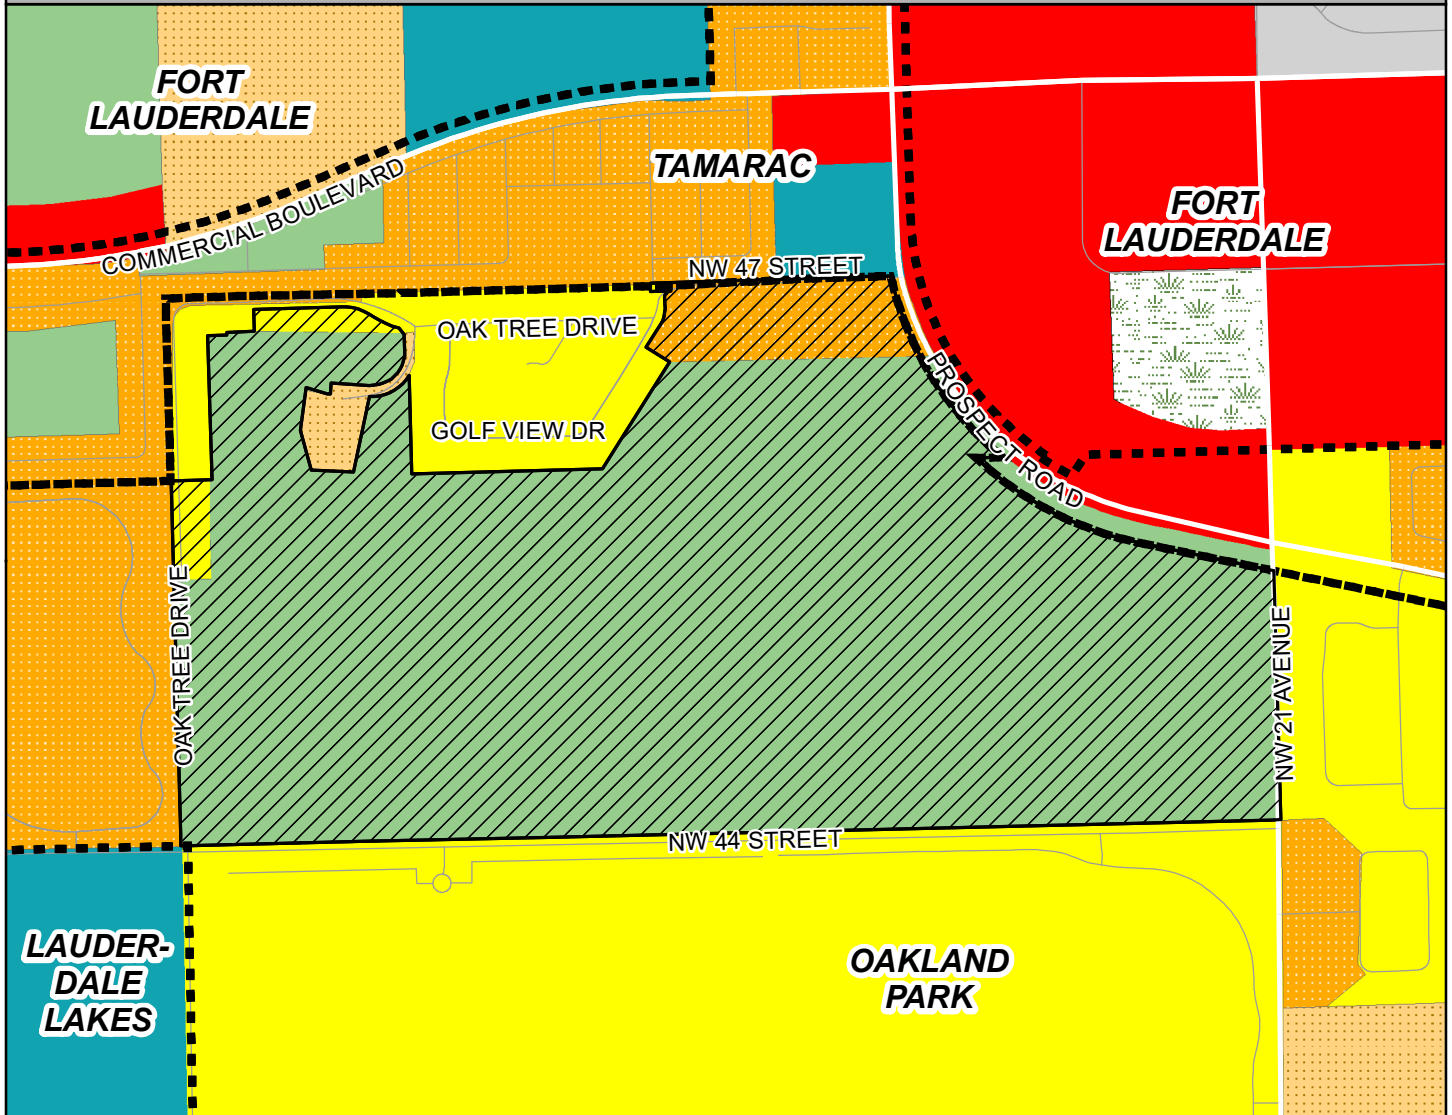 FORT
LAUDERDALE
COMMERCIAL BOULEVARD
TAMARAC
FORT
LAUDERDALE
NW 47 STREET
OAK TREE DRIVE
GOLF VIEW DR
PROSPECT ROAD
OAK TREE DRIVE
NW 21 AVENUE
NW 44 STREET
LAUDER-
DALE
LAKES
OAKLAND
PARK